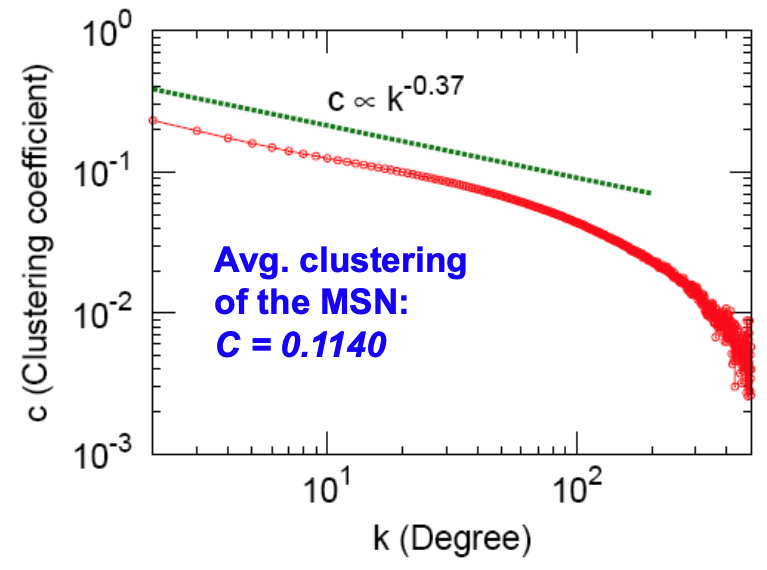 10^0
c ∝ k^-0.37
10^-1
Avg. clustering
of the MSN:
C = 0.1140
10^-2
10^-3
10^1 10^2
k (Degree)
c (Clustering coefficient)